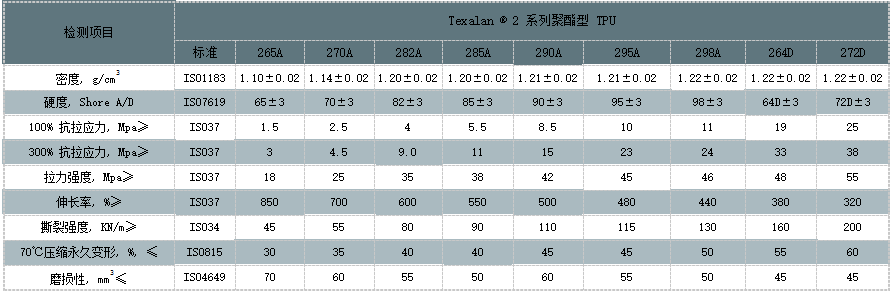 检测项目 Texalan ® 2 系列聚酯型 TPU
标准 265A 270A 282A 285A 290A 295A 298A 264D 272D
密度, g/cm3 ISO1183 1.10±0.02 1.14±0.02 1.20±0.02 1.20±0.02 1.21±0.02 1.21±0.02 1.22±0.02 1.22±0.02 1.22±0.02
硬度, Shore A/D ISO7619 65±3 70±3 82±3 85±3 90±3 95±3 98±3 64D±3 72D±3
100% 抗拉应力, Mpa≥ ISO37 1.5 2.5 4 5.5 8.5 10 11 19 25
300% 抗拉应力, Mpa≥ ISO37 3 4.5 9.0 11 15 23 24 33 38
拉力强度, Mpa≥ ISO37 18 25 35 38 42 45 46 48 55
伸长率, %≥ ISO37 850 700 600 550 500 480 440 380 320
撕裂强度, KN/m≥ ISO34 45 55 80 90 110 115 130 160 200
70℃压缩永久变形, %, ≤ ISO815 30 35 40 40 45 45 50 55 60
磨损性, mm3≤ ISO4649 70 60 55 50 60 55 50 45 45